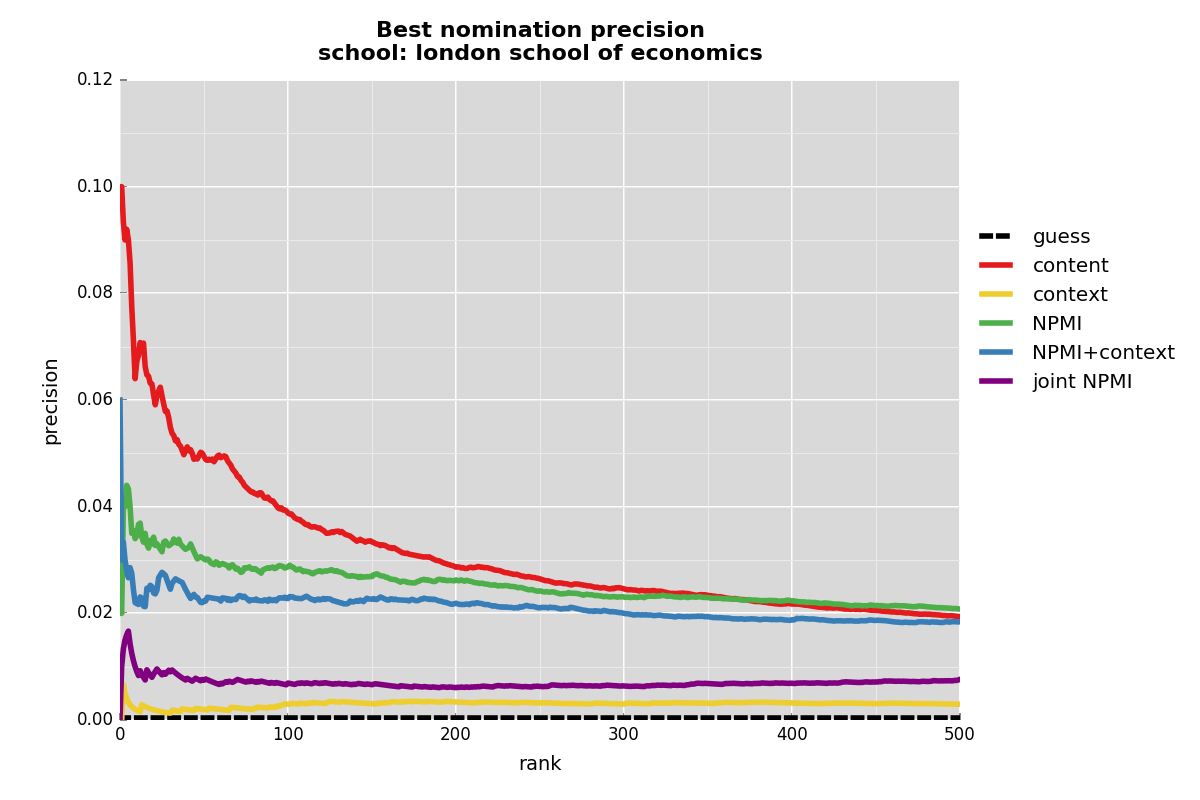 Best nomination precision
school: london school of economics
0.12
0.10
0.08
0.06
0.04
0.02
0.00
precision
0
100
200
300
400
500
rank
guess
content
context
NPMI
NPMI+context
joint NPMI